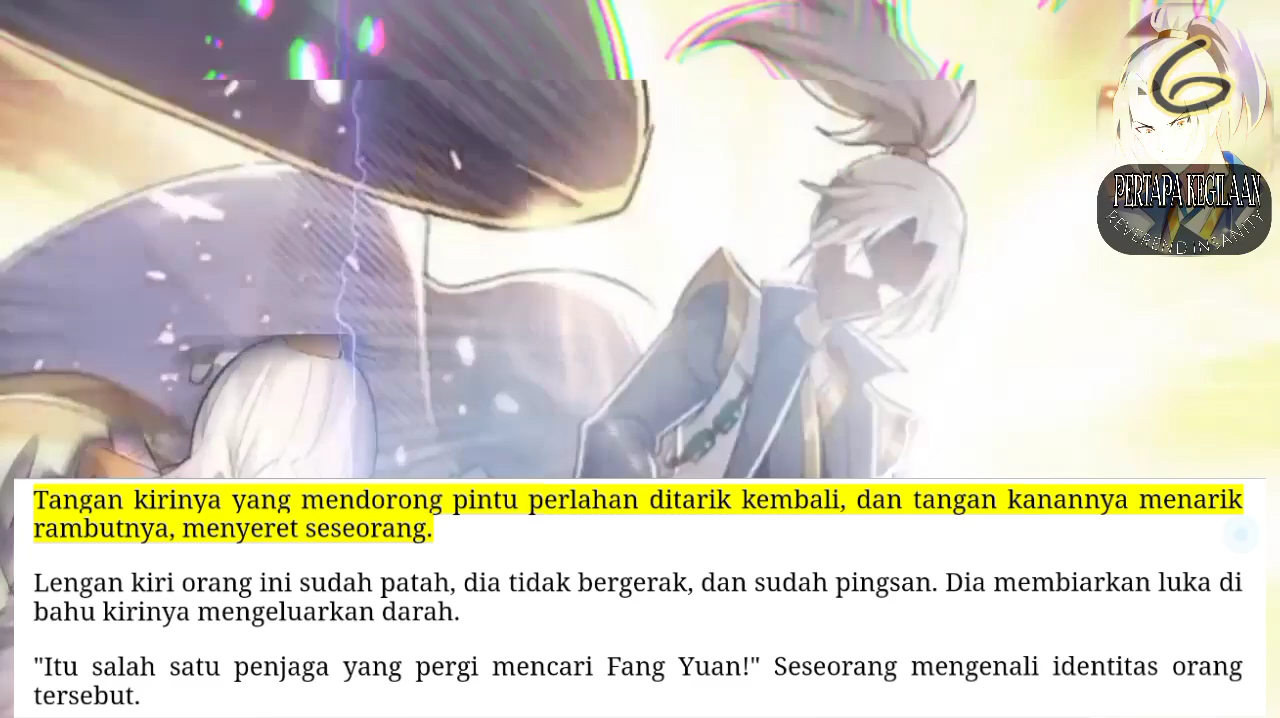 6
PERTAPA KEGILAAN
REVEREND INSANITY
Tangan kirinya yang mendorong pintu perlahan ditarik kembali, dan tangan kanannya menarik
rambutnya, menyeret seseorang.
Lengan kiri orang ini sudah patah, dia tidak bergerak, dan sudah pingsan. Dia membiarkan luka di
bahu kirinya mengeluarkan darah.
"Itu salah satu penjaga yang pergi mencari Fang Yuan!" Seseorang mengenali identitas orang
tersebut.